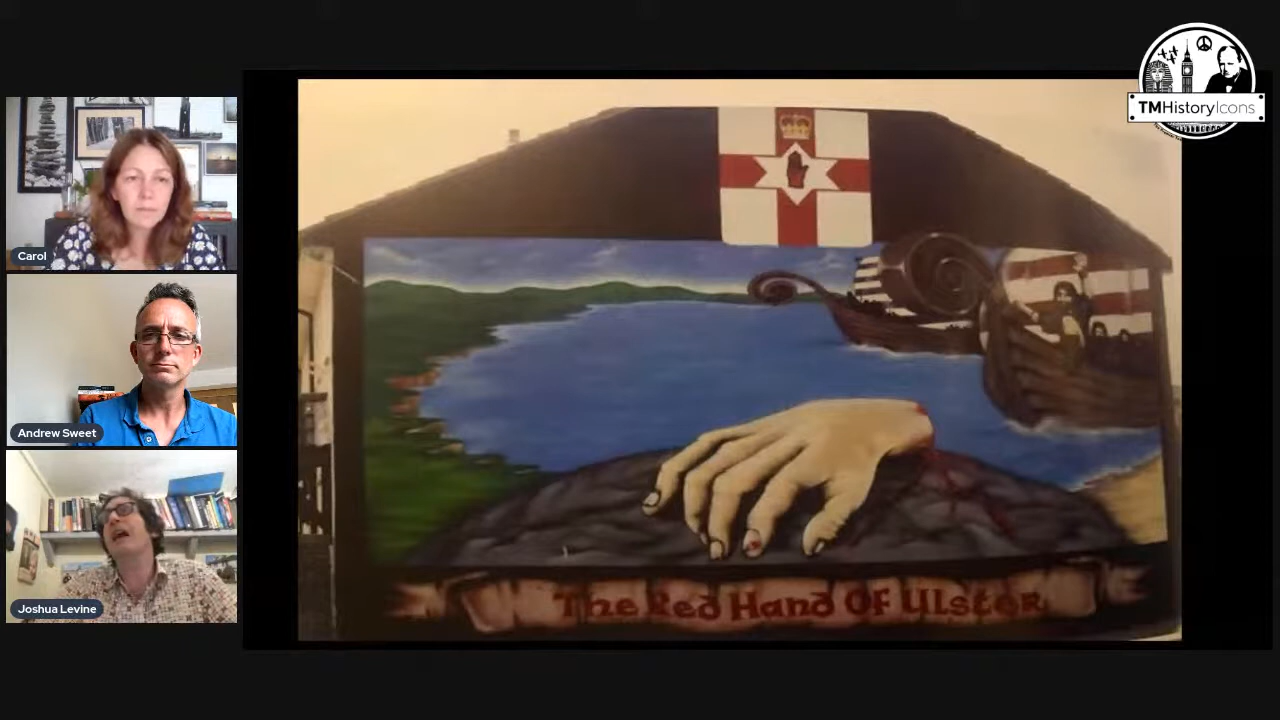 TMHistoryIcons
Carol
Andrew Sweet
Joshua Levine
The Red Hand Of Ulster